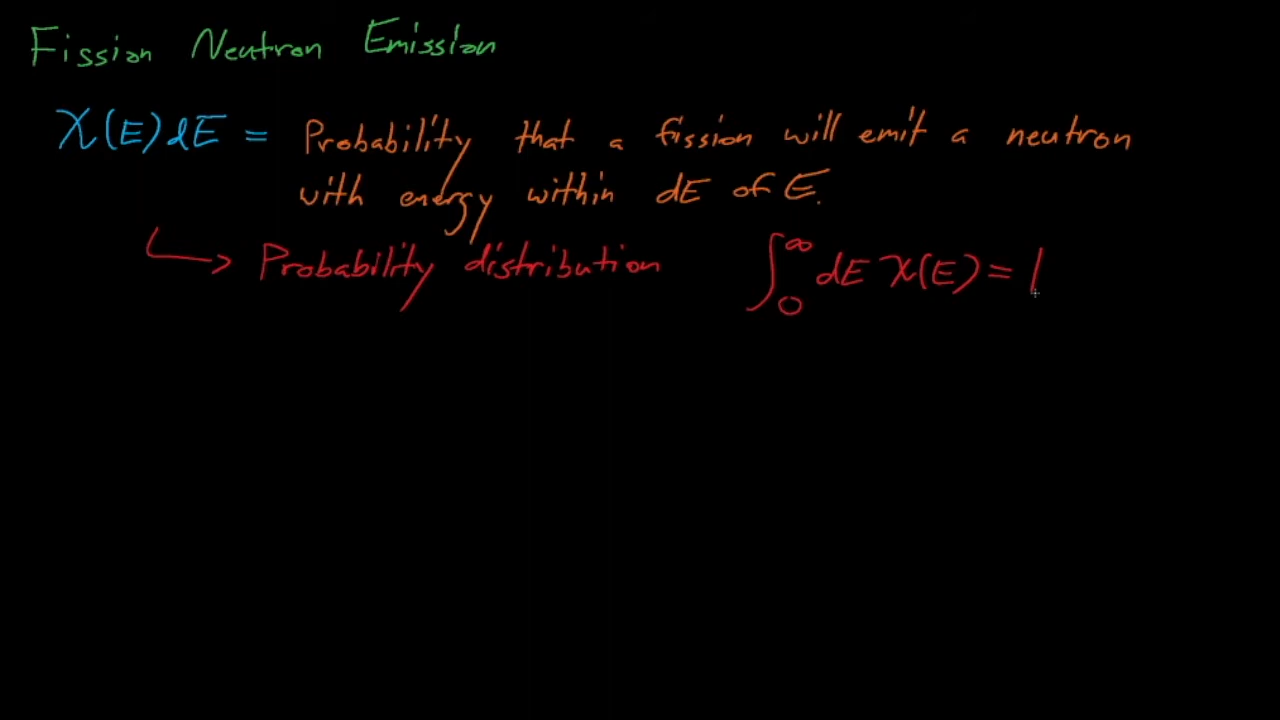 Fission Neutron Emission
χ(E)dE = Probability that a fission will emit a neutron
with energy within dE of E.
↳ Probability distribution ∫₀^∞ dE χ(E) = 1